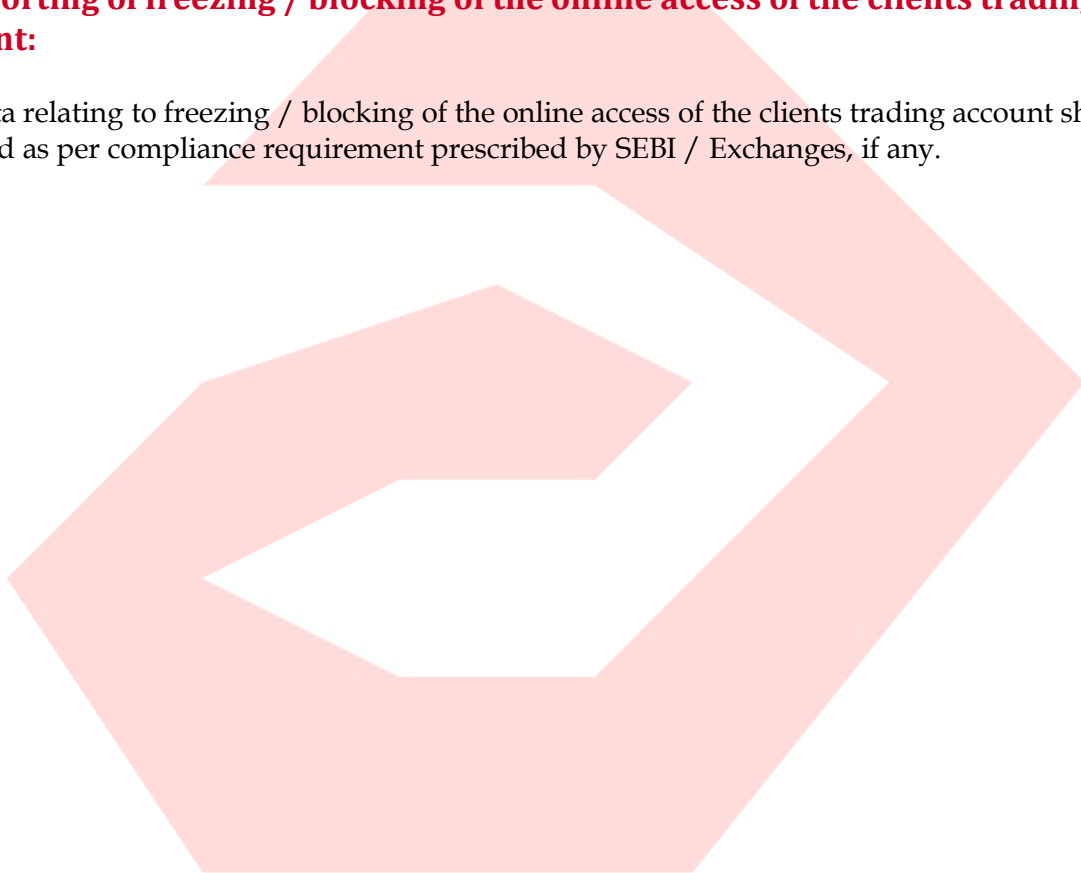 orting of freezing / blocking of the online access of the clients trading
nt:
ta relating to freezing / blocking of the online access of the clients trading account sh
d as per compliance requirement prescribed by SEBI / Exchanges, if any.